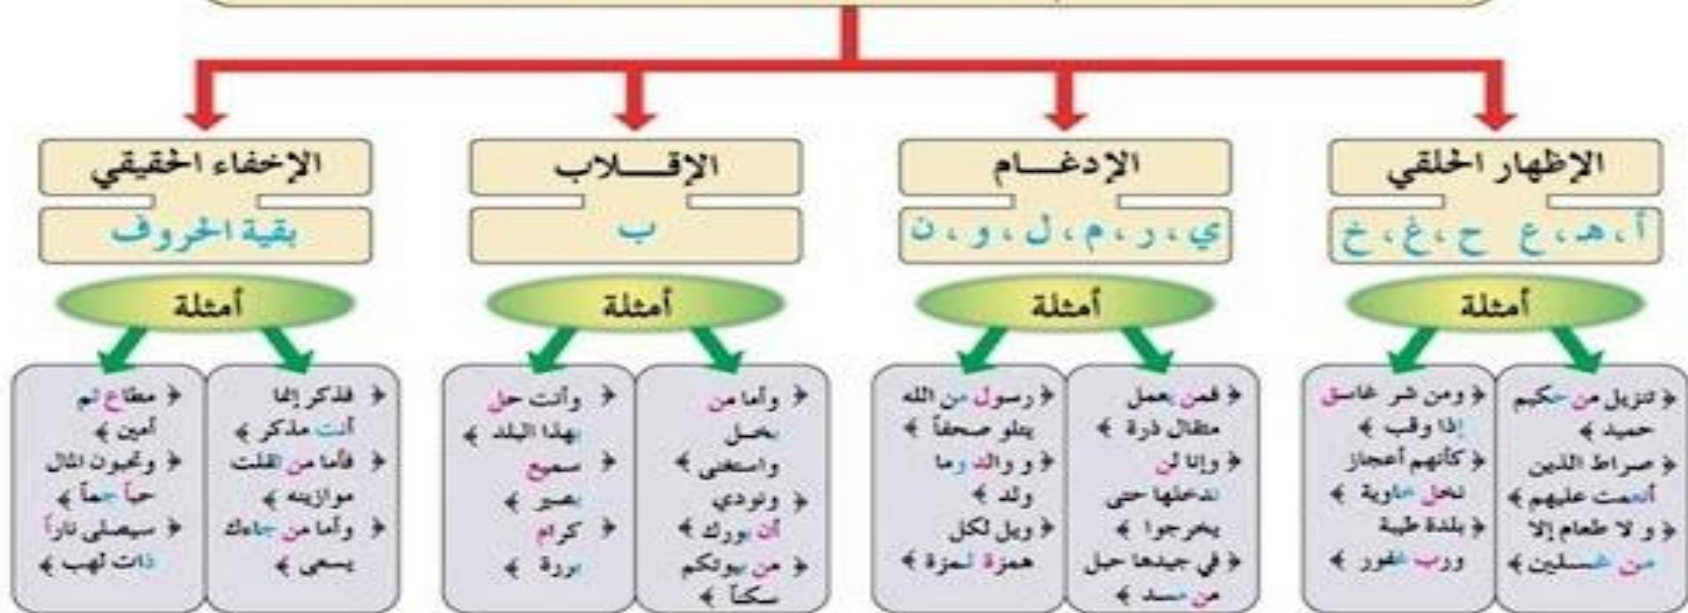 الإظهار الحلقي
أ، هـ، ع ح، غ، خ
أمثلة
﴿ تنزيل من حكيم
حميد ﴾
﴿ صراط الذين
أنعمت عليهم ﴾
﴿ و لا طعام إلا
من غسلين ﴾
﴿ ومن شر غاسق
إذا وقب ﴾
﴿ كأنهم أعجاز
نخل خاوية ﴾
﴿ بلدة طيبة
ورب غفور ﴾
الإدغـــام
ي، ر، م، ل، و، ن
أمثلة
﴿ فمن يعمل
مثقال ذرة ﴾
﴿ وإنا لن
ندخلها حتى
يخرجوا ﴾
﴿ في جيدها حبل
من مسد ﴾
﴿ رسول من الله
يتلو صحفاً ﴾
﴿ و والد وما
ولد ﴾
﴿ ويل لكل
همزة لمزة ﴾
الإقـــلاب
ب
أمثلة
﴿ وأما من
بخل
واستغنى ﴾
﴿ ونودي
أن بورك ﴾
﴿ من بيوتكم
سكناً ﴾
﴿ وأنت حل
بهذا البلد ﴾
﴿ سميع
بصير ﴾
﴿ كرام
بررة ﴾
الإخفاء الحقيقي
بقية الحروف
أمثلة
﴿ فذكر إنما
أنت مذكر ﴾
﴿ فأما من ثقلت
موازينه ﴾
﴿ وأما من جاءك
يسعى ﴾
﴿ مطاع ثم
أمين ﴾
﴿ وتحبون المال
حباً جماً ﴾
﴿ سيصلى ناراً
ذات لهب ﴾